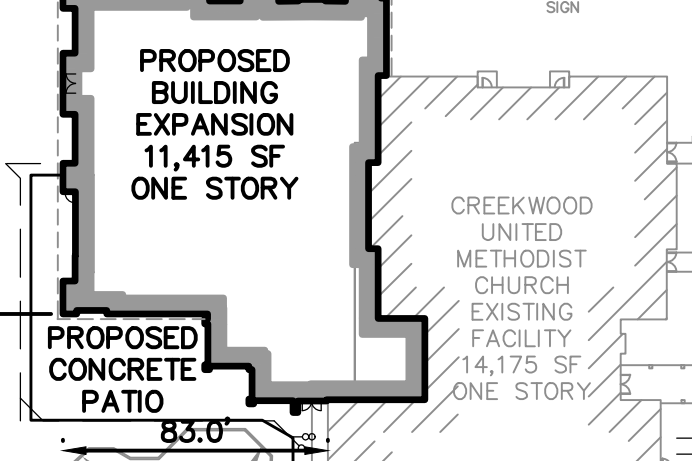 SIGN
PROPOSED
BUILDING
EXPANSION
11,415 SF
ONE STORY
CREEKWOOD
UNITED
METHODIST
CHURCH
EXISTING
FACILITY
14,175 SF
ONE STORY
PROPOSED
CONCRETE
PATIO
83.0'